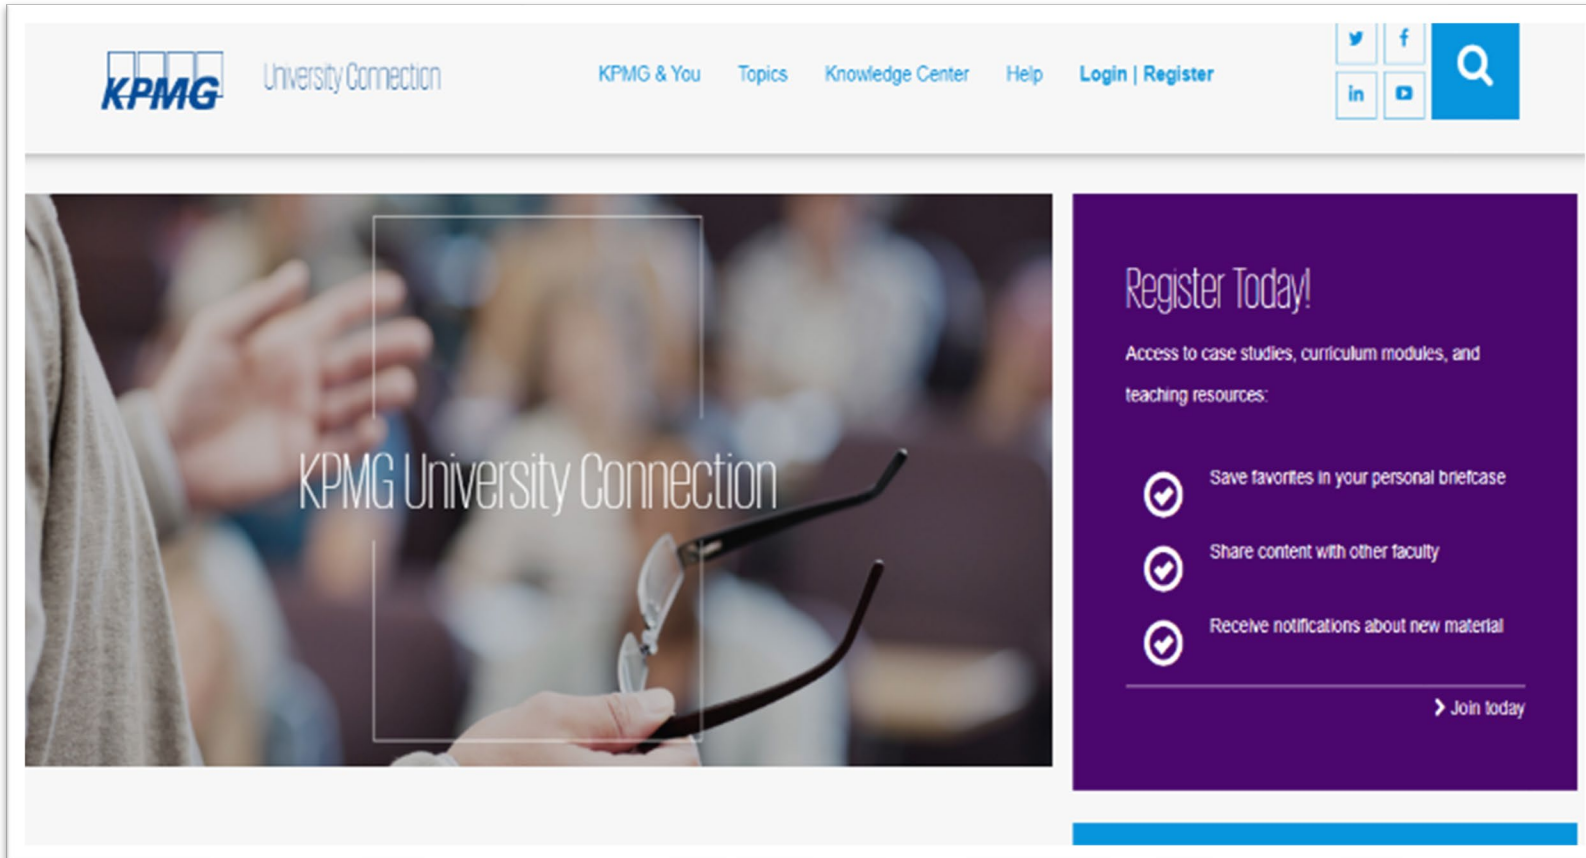 KPMG
University Connection
KPMG & You
Topics
Knowledge Center
Help
Login | Register
KPMG University Connection
Register Today!
Access to case studies, curriculum modules, and
teaching resources:
Save favorites in your personal briefcase
Share content with other faculty
Receive notifications about new material
Join today